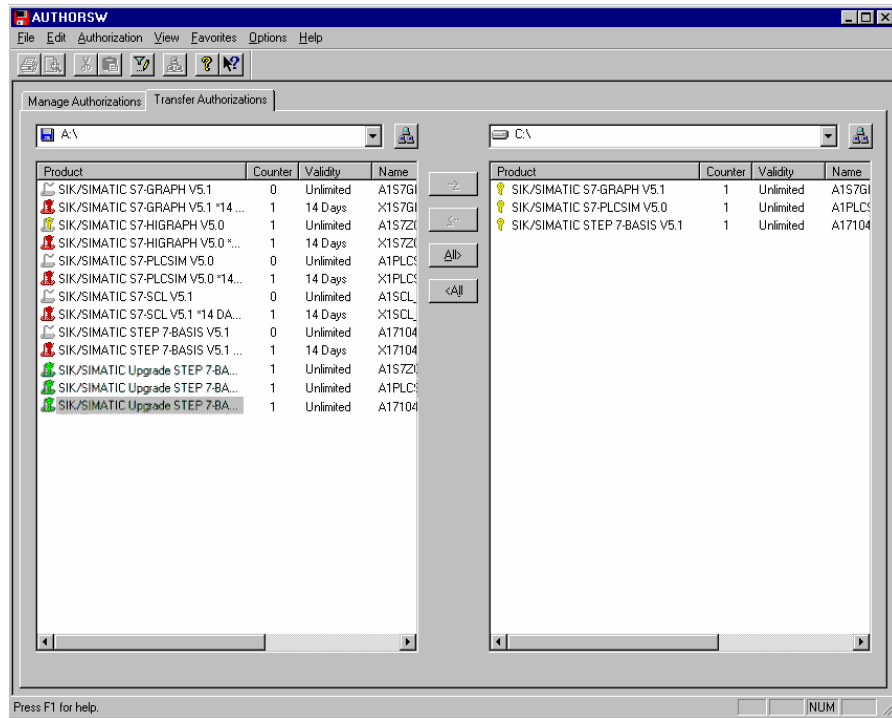 AUTHORSW
File Edit Authorization View Favorites Options Help
Manage Authorizations Transfer Authorizations
A:\ C:\
Product Counter Validity Name
SIK/SIMATIC S7-GRAPH V5.1 0 Unlimited A1S7G
SIK/SIMATIC S7-GRAPH V5.1 *14 ... 1 14 Days X1S7G
SIK/SIMATIC S7-HIGRAPH V5.0 1 Unlimited A1S7Z
SIK/SIMATIC S7-HIGRAPH V5.0 *... 1 14 Days X1S7Z
SIK/SIMATIC S7-PLCSIM V5.0 0 Unlimited A1PLC
SIK/SIMATIC S7-PLCSIM V5.0 *14... 1 14 Days X1PLC
SIK/SIMATIC S7-SCL V5.1 0 Unlimited A1SCL_
SIK/SIMATIC S7-SCL V5.1 *14 DA... 1 14 Days X1SCL_
SIK/SIMATIC STEP 7-BASIS V5.1 0 Unlimited A17104
SIK/SIMATIC STEP 7-BASIS V5.1 ... 1 14 Days X17104
SIK/SIMATIC Upgrade STEP 7-BA... 1 Unlimited A1S7Z
SIK/SIMATIC Upgrade STEP 7-BA... 1 Unlimited A1PLC
SIK/SIMATIC Upgrade STEP 7-BA... 1 Unlimited A17104
All>
<All
Product Counter Validity Name
SIK/SIMATIC S7-GRAPH V5.1 1 Unlimited A1S7G
SIK/SIMATIC S7-PLCSIM V5.0 1 Unlimited A1PLC
SIK/SIMATIC STEP 7-BASIS V5.1 1 Unlimited A17104
Press F1 for help. NUM